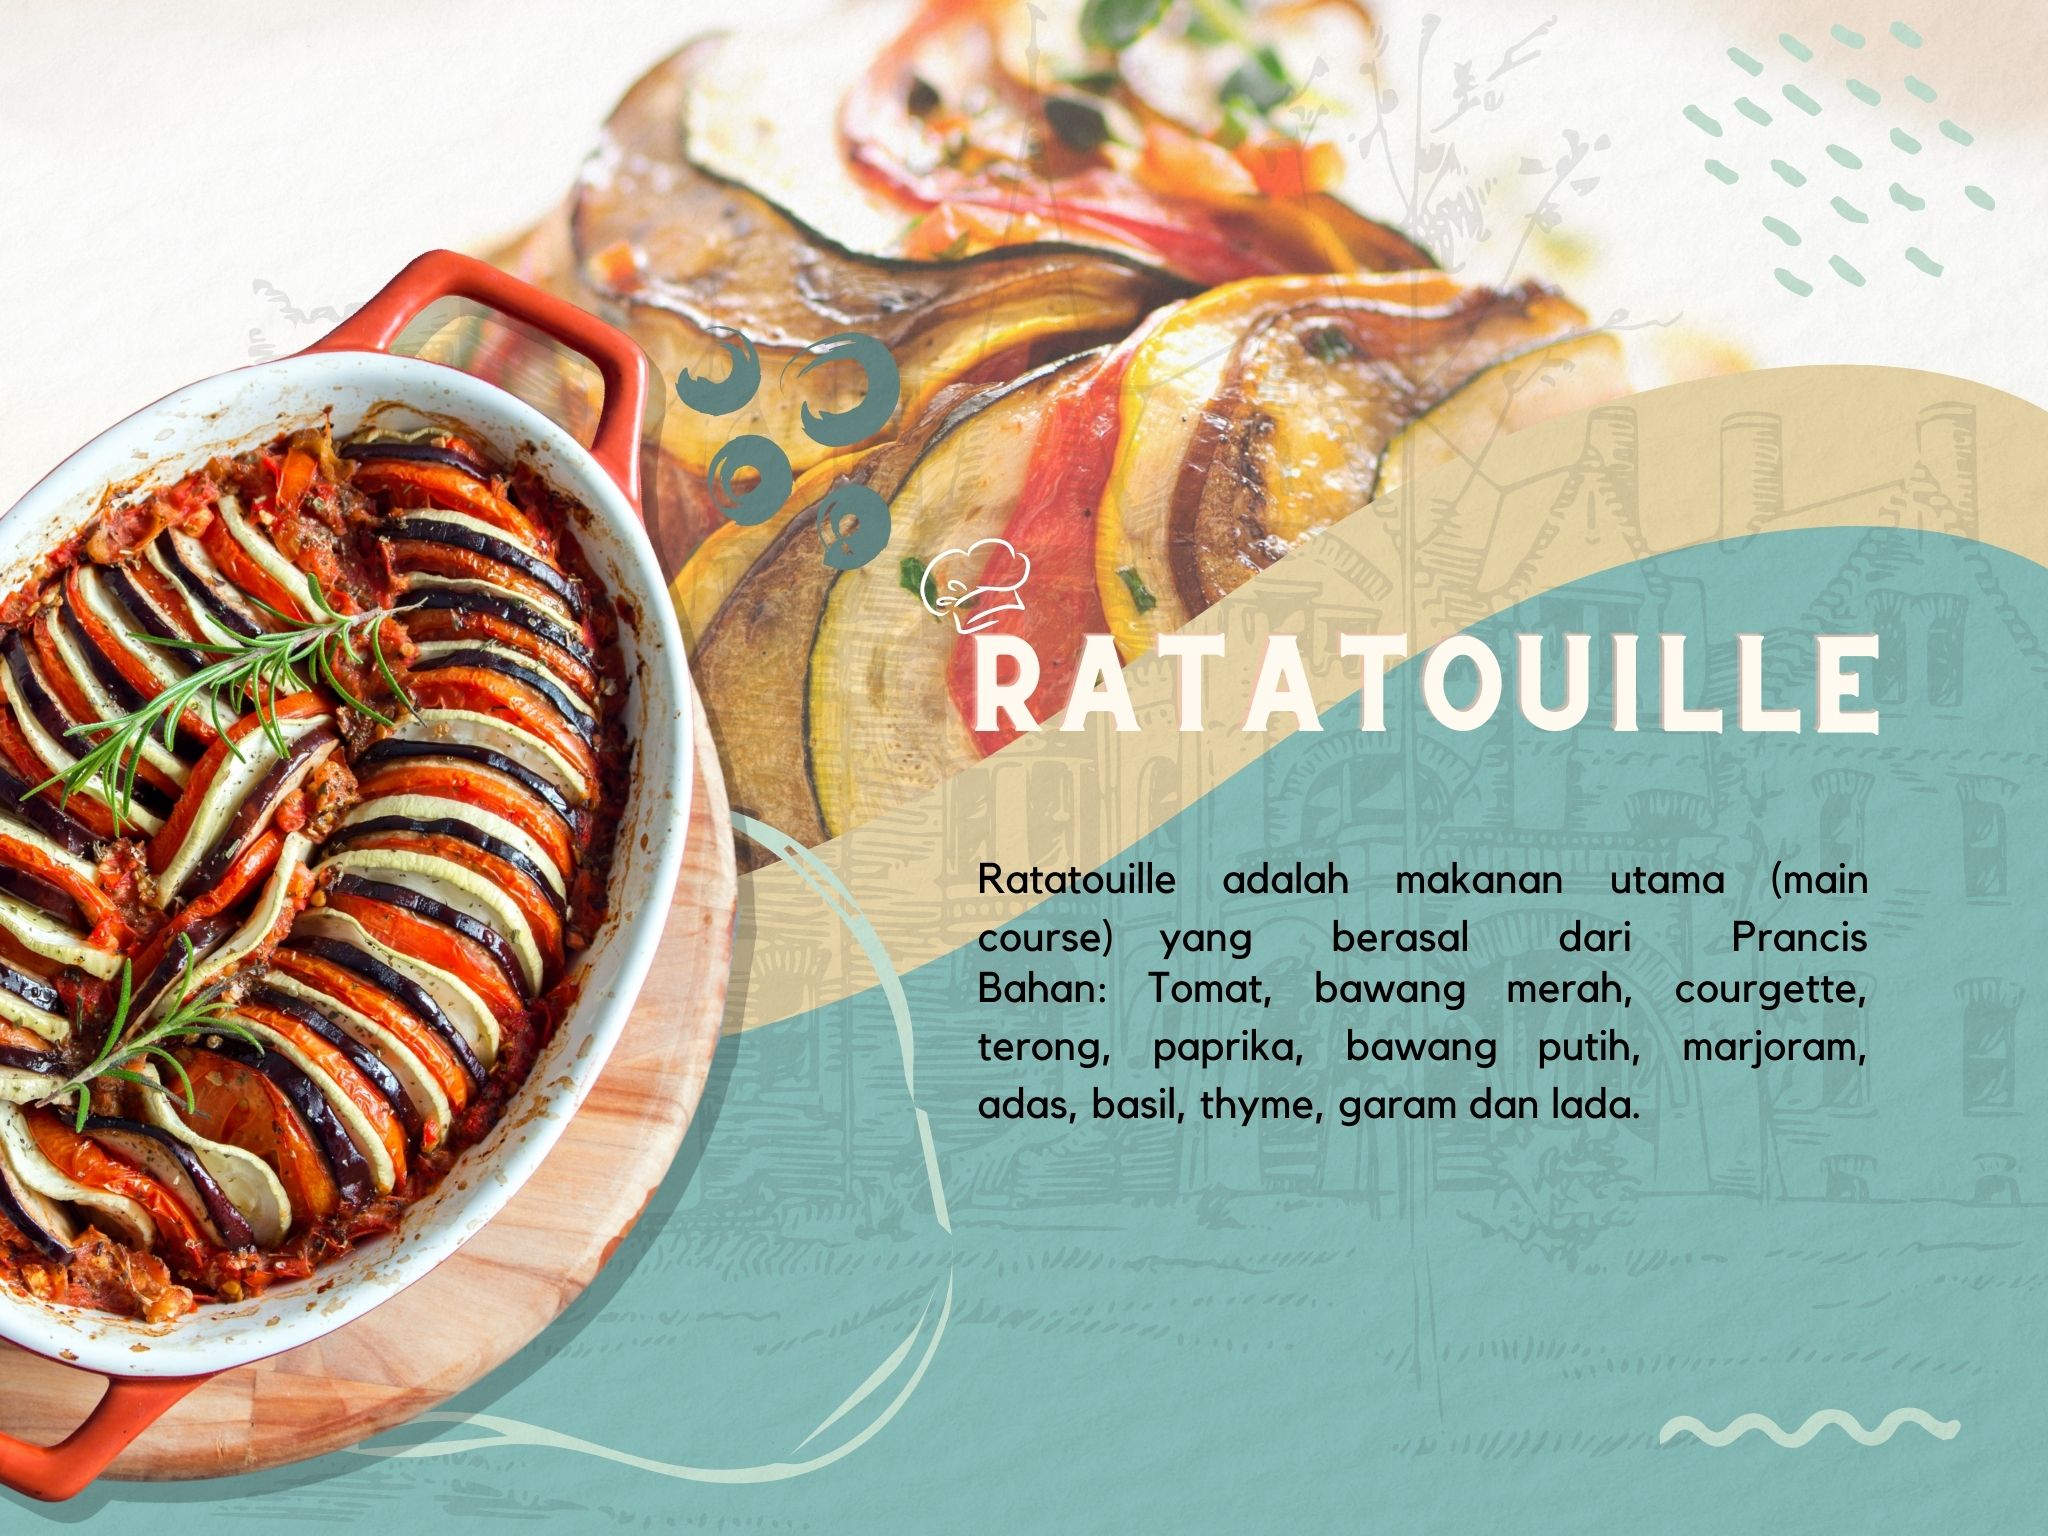 RATATOUILLE
Ratatouille adalah makanan utama (main
course) yang berasal dari Prancis
Bahan: Tomat, bawang merah, courgette,
terong, paprika, bawang putih, marjoram,
adas, basil, thyme, garam dan lada.